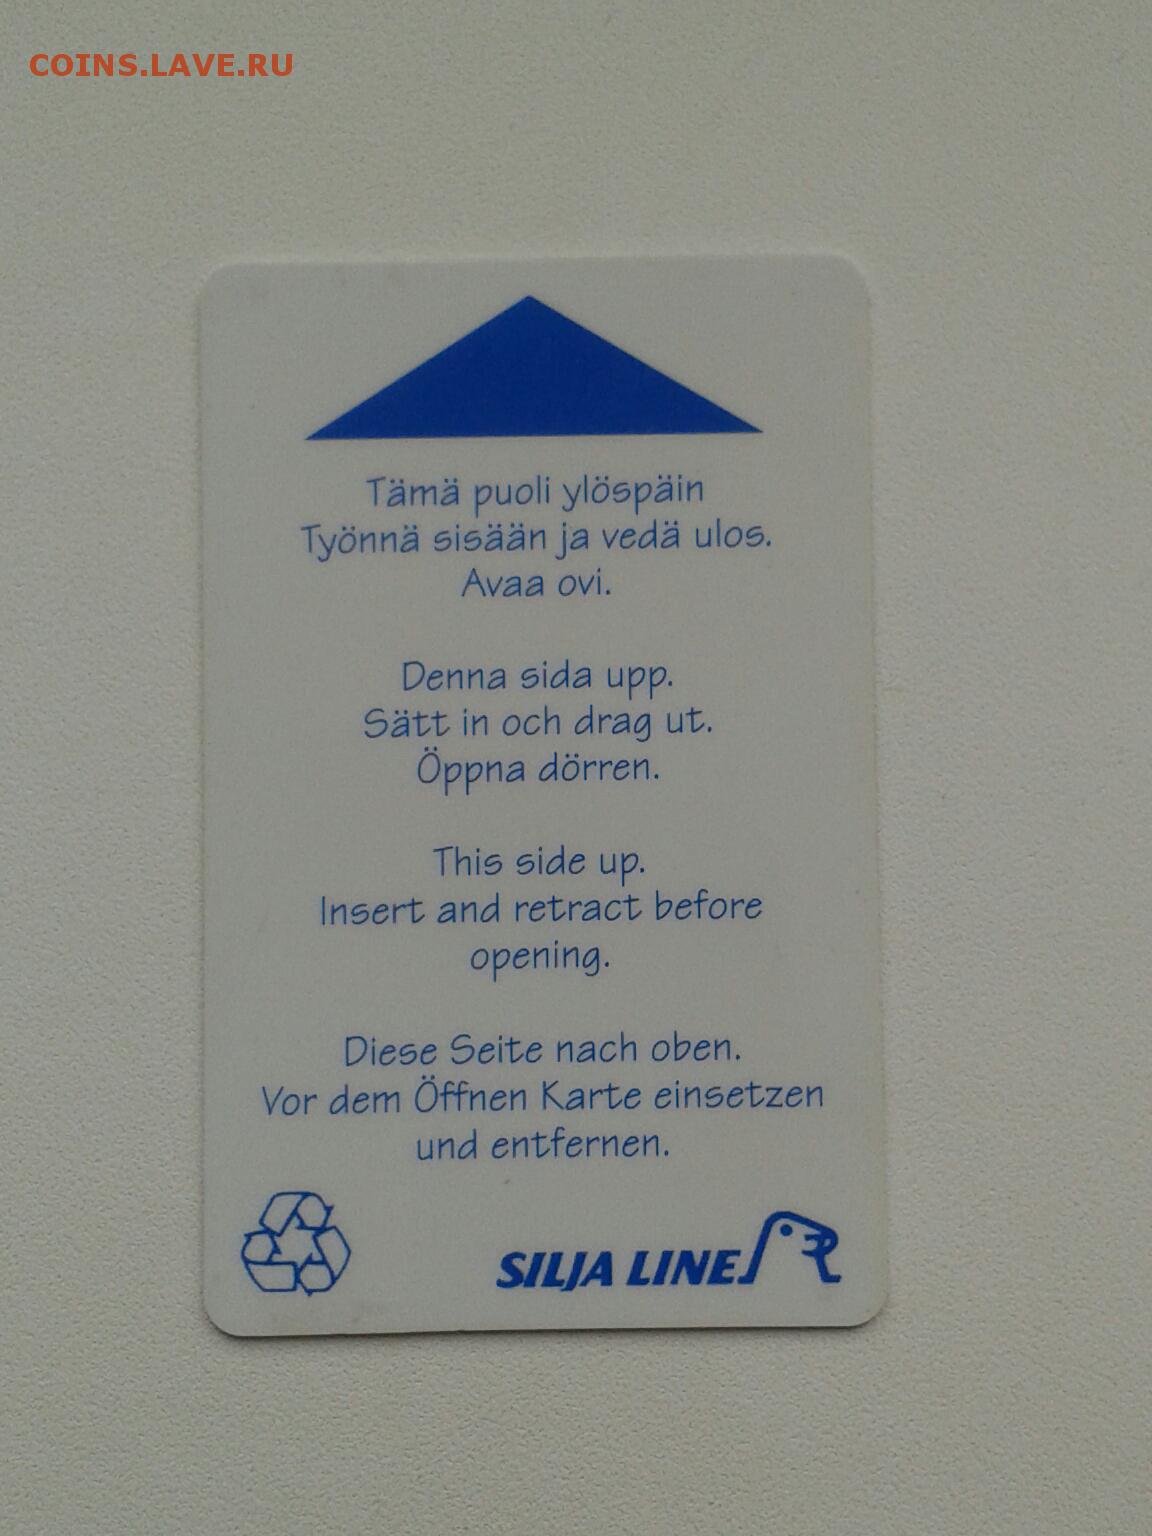 COINS.LAVE.RU
Tämä puoli ylöspäin
Työnnä sisään ja vedä ulos.
Avaa ovi.
Denna sida upp.
Sätt in och drag ut.
Öppna dörren.
This side up.
Insert and retract before
opening.
Diese Seite nach oben.
Vor dem Öffnen Karte einsetzen
und entfernen.
SILJA LINE